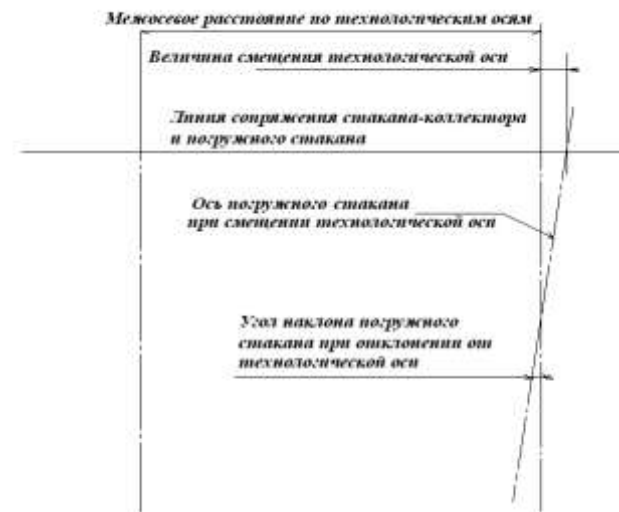 Межосевое расстояние по технологическим осям
Величина смещения технологической оси
Линия сопряжения стакана-коллектора
и погружного стакана
Ось погружного стакана
при смещении технологической оси
Угол наклона погружного
стакана при отклонении от
технологической оси